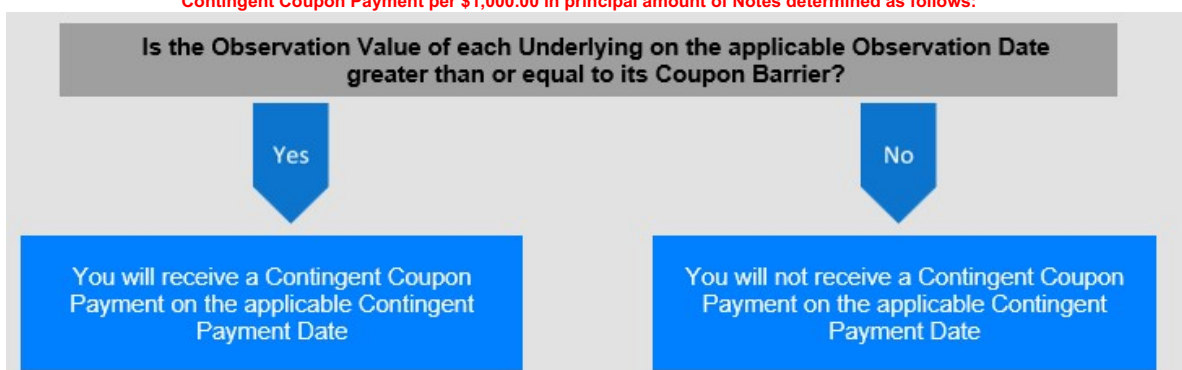 Contingent Coupon Payment per $1,000.00 in principal amount of Notes determined as follows:
Is the Observation Value of each Underlying on the applicable Observation Date
greater than or equal to its Coupon Barrier?
Yes
No
You will receive a Contingent Coupon
Payment on the applicable Contingent
Payment Date
You will not receive a Contingent Coupon
Payment on the applicable Contingent
Payment Date